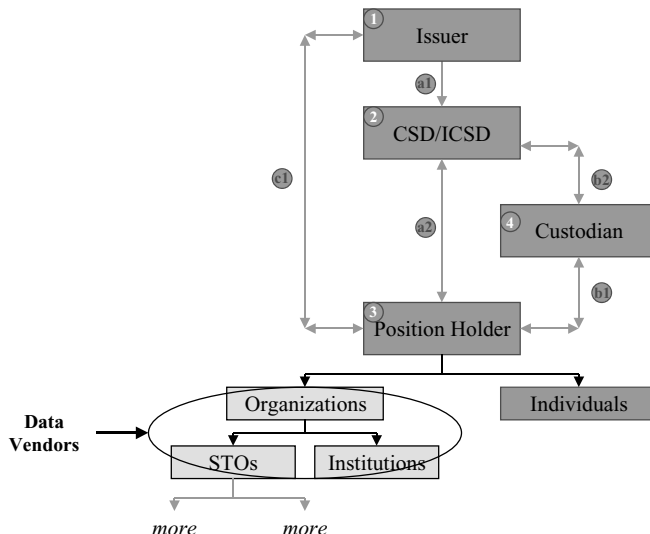 1
Issuer
a1
2
CSD/ICSD
c1
b2
a2
4
Custodian
b1
3
Position Holder
Organizations
Individuals
Data
Vendors
STOs
Institutions
more
more